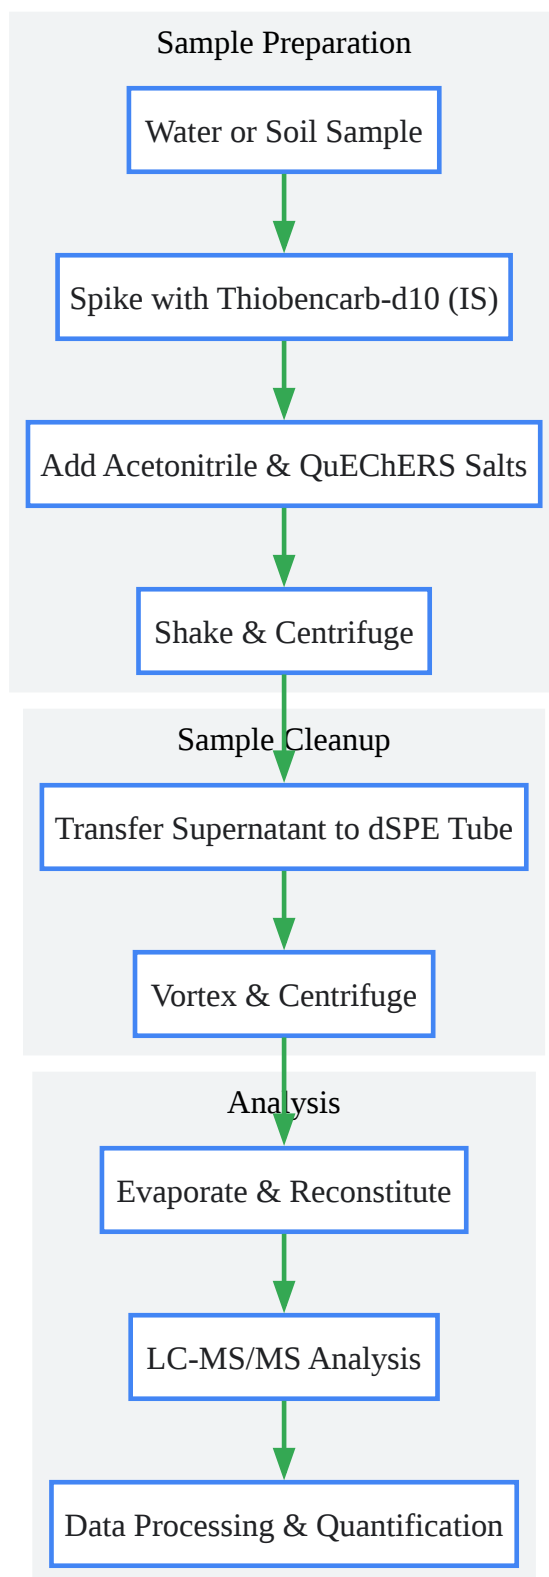 Sample Preparation
Water or Soil Sample
Spike with Thiobencarb-d10 (IS)
Add Acetonitrile & QuEChERS Salts
Shake & Centrifuge
Sample Cleanup
Transfer Supernatant to dSPE Tube
Vortex & Centrifuge
Analysis
Evaporate & Reconstitute
LC-MS/MS Analysis
Data Processing & Quantification